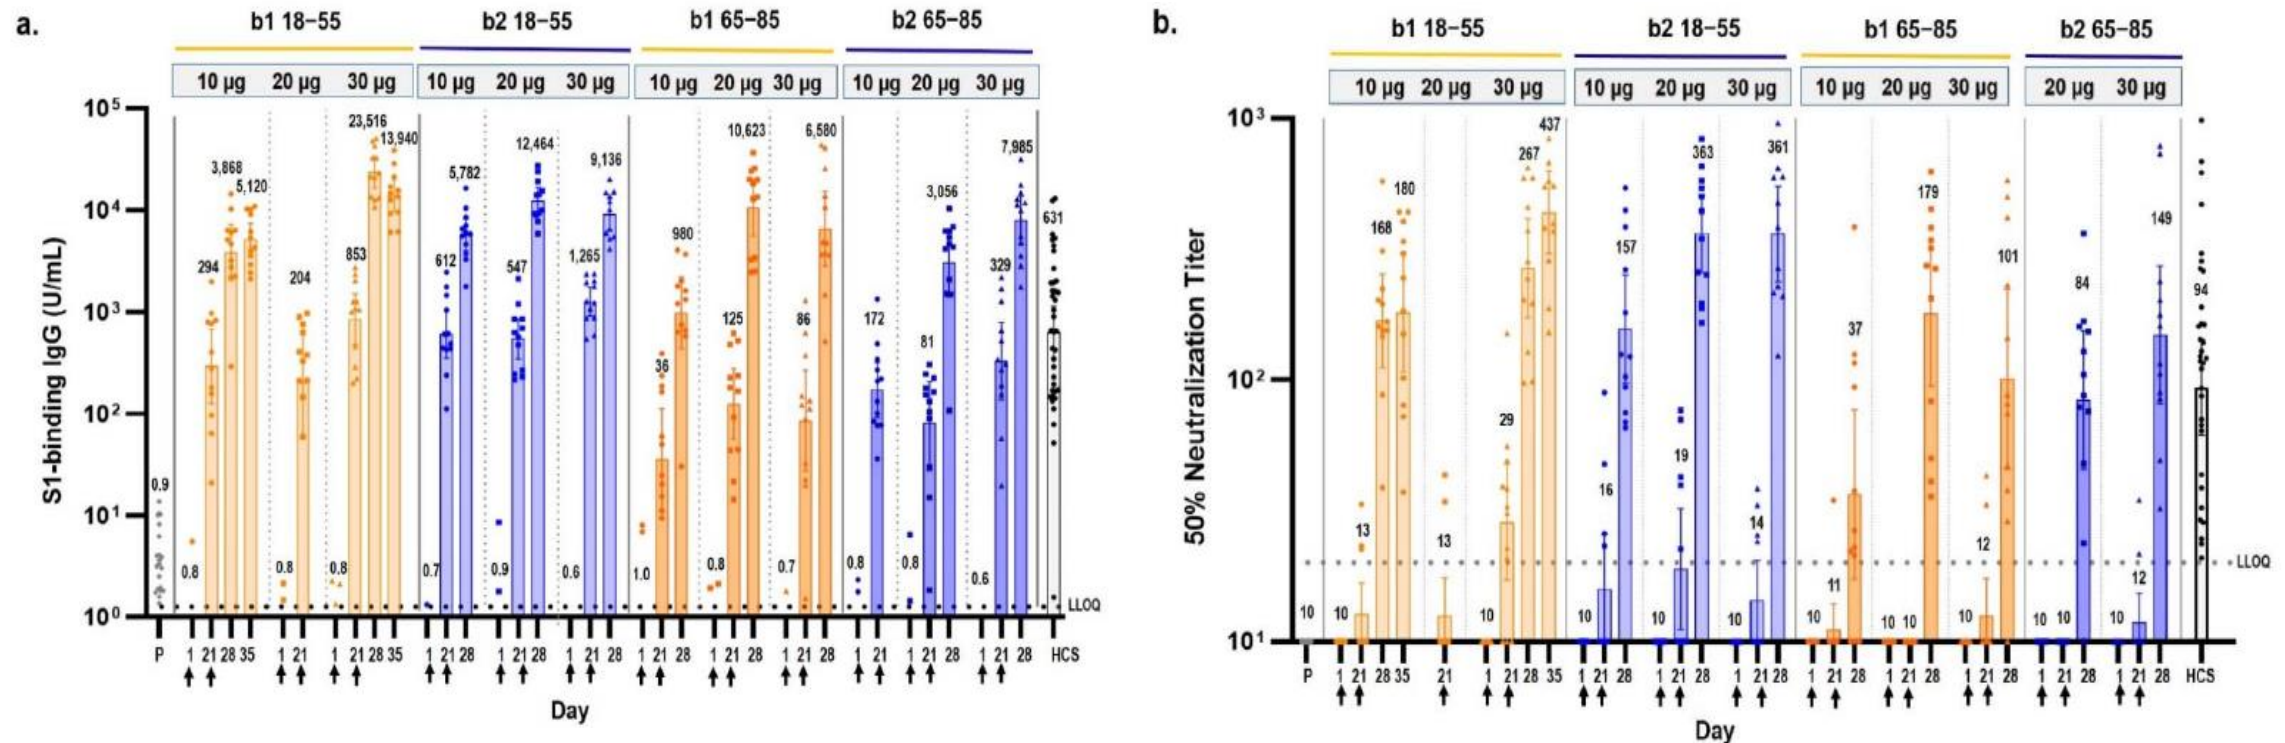 a.
b1 18–55 b2 18–55 b1 65–85 b2 65–85
10 µg 20 µg 30 µg 10 µg 20 µg 30 µg 10 µg 20 µg 30 µg 10 µg 20 µg 30 µg
S1-binding IgG (U/mL)
10⁵
10⁴
10³
10²
10¹
10⁰
0.9
0.8 294 3,868 5,120
0.8 204
0.8 853 23,516 13,940
0.7 612 5,782
0.9 547 12,464
0.6 1,265 9,136
1.0 36 980
0.8 125 10,623
0.7 86 6,580
0.8 172
0.8 81 3,056
0.6 329 7,985
631
LLOQ
P 1 21 28 35 1 21 1 21 28 35 1 21 28 1 21 28 1 21 28 1 21 28 1 21 28 1 21 28 1 21 1 21 28 1 21 28 HCS
Day
b.
b1 18–55 b2 18–55 b1 65–85 b2 65–85
10 µg 20 µg 30 µg 10 µg 20 µg 30 µg 10 µg 20 µg 30 µg 20 µg 30 µg
50% Neutralization Titer
10³
10²
10¹
10
10 13 168 180
13
10 29 267 437
10 16 157
10 19 363
10 14 361
10 11 37
10 10 179
10 12 101
10 10 84
10 12 149
94
LLOQ
P 1 21 28 35 21 1 21 28 35 1 21 28 1 21 28 1 21 28 1 21 28 1 21 28 1 21 28 1 21 28 1 21 28 HCS
Day